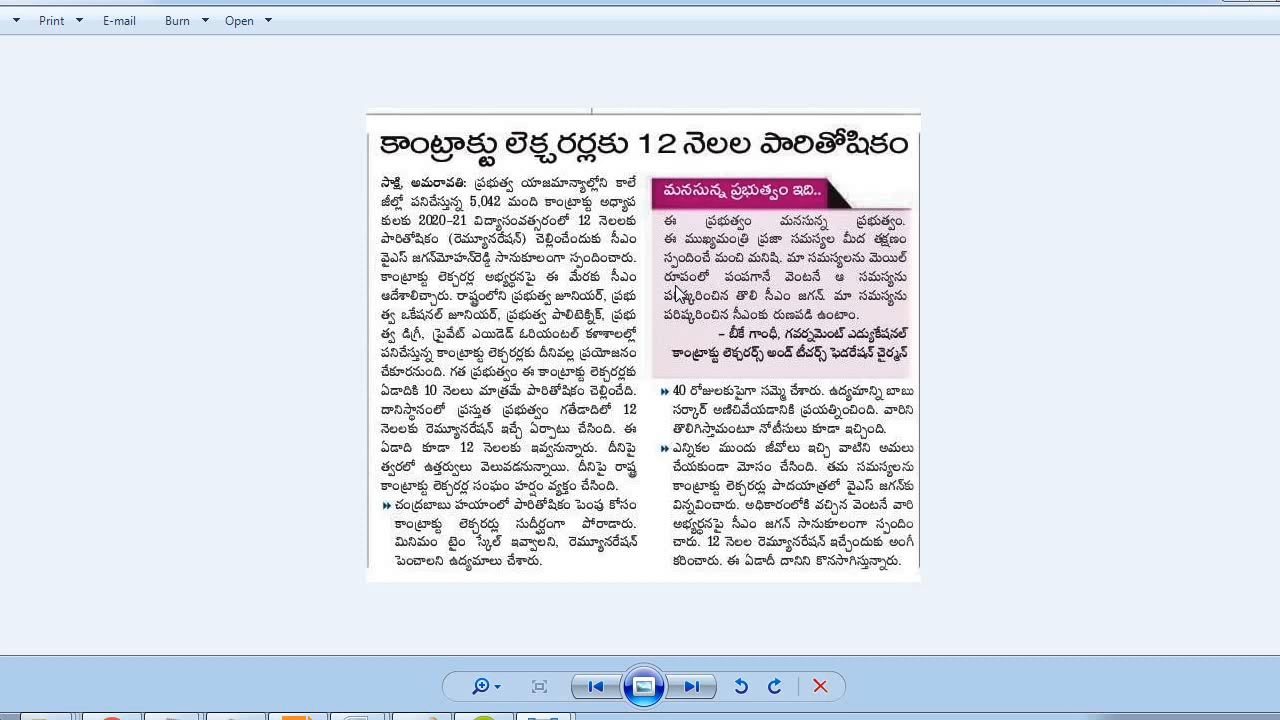 Print
E-mail
Burn
Open
కాంట్రాక్టు లెక్చరర్లకు 12 నెలల పారితోషికం
సాక్షి, అమరావతి: ప్రభుత్వ యాజమాన్యాల్లోని కాలే
జీల్లో పనిచేస్తున్న 5,042 మంది కాంట్రాక్టు అధ్యాప
కులకు 2020-21 విద్యాసంవత్సరంలో 12 నెలలకు
పారితోషికం (రెమ్యూనరేషన్) చెల్లించేందుకు సీఎం
వైఎస్ జగన్‌మోహన్‌రెడ్డి సానుకూలంగా స్పందించారు.
కాంట్రాక్టు లెక్చరర్ల అభ్యర్థనపై ఈ మేరకు సీఎం
ఆదేశాలిచ్చారు. రాష్ట్రంలోని ప్రభుత్వ జూనియర్, ప్రభు
త్వ ఒకేషనల్ జూనియర్, ప్రభుత్వ పాలిటెక్నిక్, ప్రభు
త్వ డిగ్రీ, ప్రైవేట్ ఎయిడెడ్ ఓరియంటల్ కళాశాలల్లో
పనిచేస్తున్న కాంట్రాక్టు లెక్చరర్లకు దీనివల్ల ప్రయోజనం
చేకూరనుంది. గత ప్రభుత్వం ఈ కాంట్రాక్టు లెక్చరర్లకు
ఏడాదికి 10 నెలలు మాత్రమే పారితోషికం చెల్లించేది.
దానిస్థానంలో ప్రస్తుత ప్రభుత్వం గతేడాదిలో 12
నెలలకు రెమ్యూనరేషన్ ఇచ్చే ఏర్పాటు చేసింది. ఈ
ఏడాది కూడా 12 నెలలకు ఇవ్వనున్నారు. దీనిపై
త్వరలో ఉత్తర్వులు వెలువడనున్నాయి. దీనిపై రాష్ట్ర
కాంట్రాక్టు లెక్చరర్ల సంఘం హర్షం వ్యక్తం చేసింది.
చంద్రబాబు హయాంలో పారితోషికం పెంపు కోసం
కాంట్రాక్టు లెక్చరర్లు సుదీర్ఘంగా పోరాడారు.
మినిమం టైం స్కేల్ ఇవ్వాలని, రెమ్యూనరేషన్
పెంచాలని ఉద్యమాలు చేశారు.
మనసున్న ప్రభుత్వం ఇది..
ఈ ప్రభుత్వం మనసున్న ప్రభుత్వం.
ఈ ముఖ్యమంత్రి ప్రజా సమస్యల మీద తక్షణం
స్పందించే మంచి మనిషి. మా సమస్యలను మెయిల్
రూపంలో పంపగానే వెంటనే ఆ సమస్యను
పరిష్కరించిన తొలి సీఎం జగన్. మా సమస్యను
పరిష్కరించిన సీఎంకు రుణపడి ఉంటాం.
– బీకే గాంధీ, గవర్నమెంట్ ఎడ్యుకేషనల్
కాంట్రాక్టు లెక్చరర్స్ అండ్ టీచర్స్ ఫెడరేషన్ చైర్మన్
40 రోజులకుపైగా సమ్మె చేశారు. ఉద్యమాన్ని బాబు
సర్కార్ అణిచివేయడానికి ప్రయత్నించింది. వారిని
తొలిగిస్తామంటూ నోటీసులు కూడా ఇచ్చింది.
ఎన్నికల ముందు జీవోలు ఇచ్చి వాటిని అమలు
చేయకుండా మోసం చేసింది. తమ సమస్యలను
కాంట్రాక్టు లెక్చరర్లు పాదయాత్రలో వైఎస్ జగన్‌కు
విన్నవించారు. అధికారంలోకి వచ్చిన వెంటనే వారి
అభ్యర్థనపై సీఎం జగన్ సానుకూలంగా స్పందిం
చారు. 12 నెలల రెమ్యూనరేషన్ ఇచ్చేందుకు అంగీ
కరించారు. ఈ ఏడాదీ దానిని కొనసాగిస్తున్నారు.